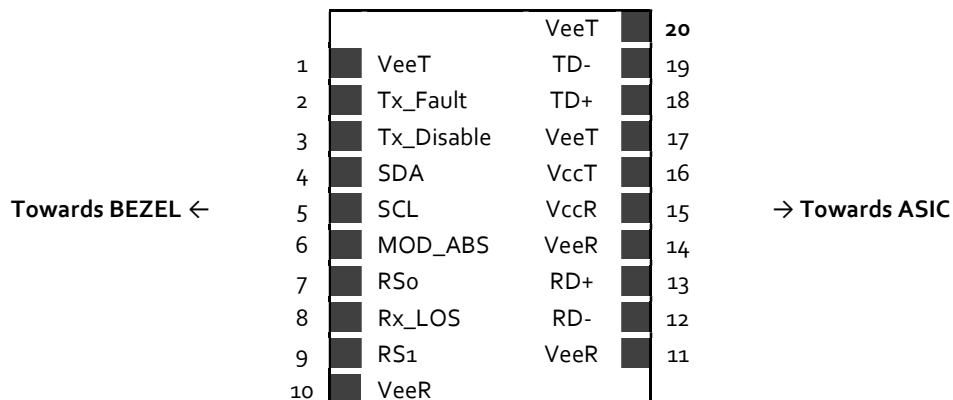 VeeT 20
1 VeeT TD- 19
2 Tx_Fault TD+ 18
3 Tx_Disable VeeT 17
4 SDA VccT 16
Towards BEZEL ← 5 SCL VccR 15 → Towards ASIC
6 MOD_ABS VeeR 14
7 RS0 RD+ 13
8 Rx_LOS RD- 12
9 RS1 VeeR 11
10 VeeR